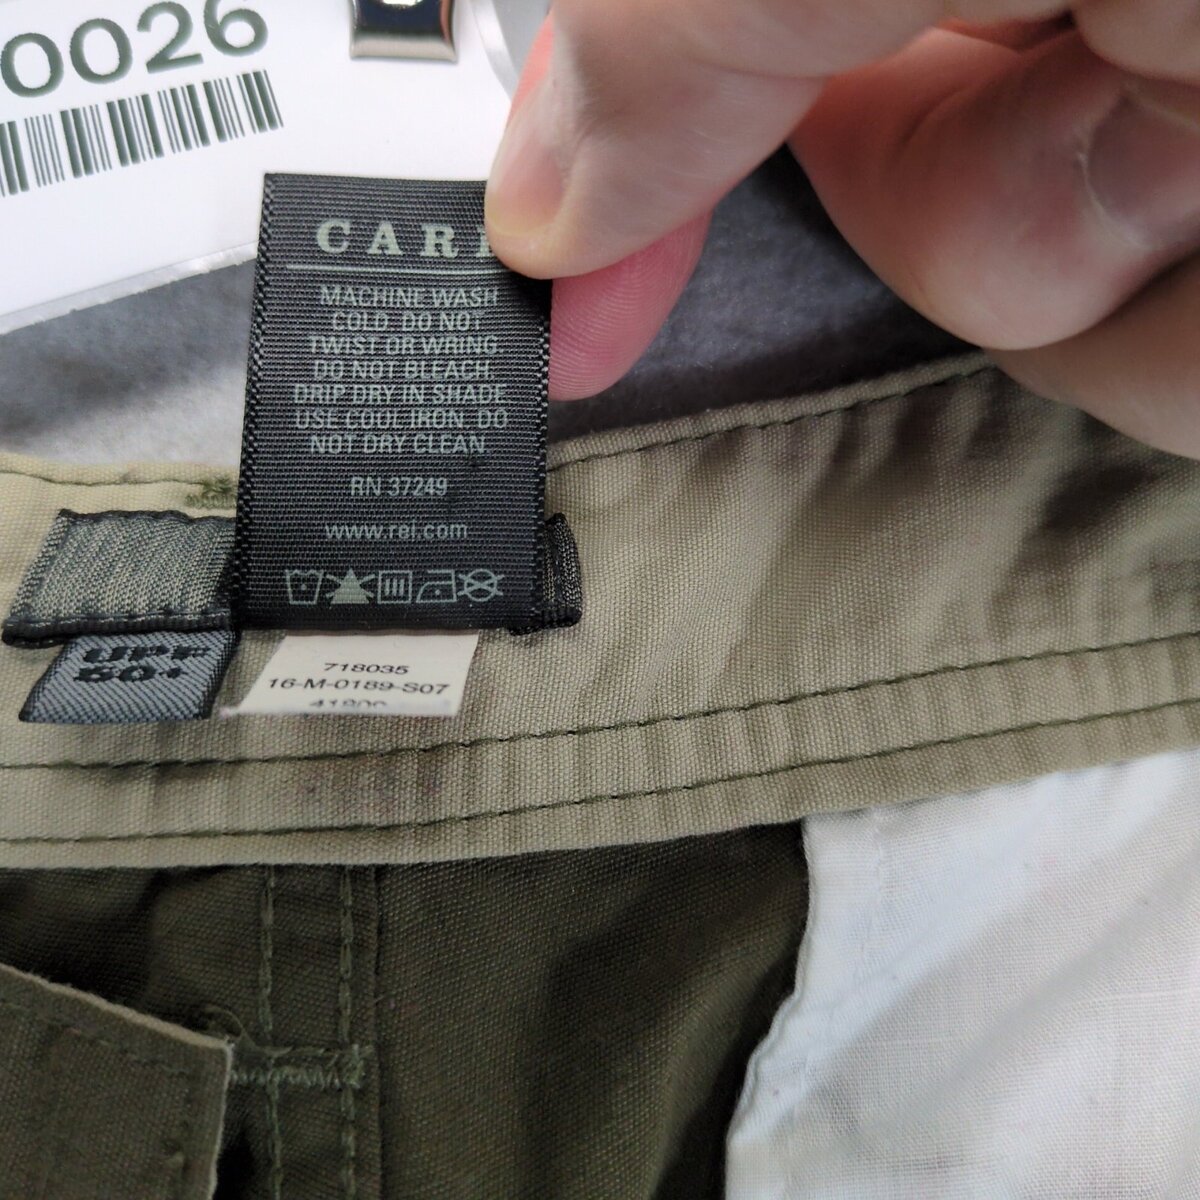 0026
CAR
MACHINE WASH
COLD. DO NOT
TWIST OR WRING
DO NOT BLEACH.
DRIP DRY IN SHADE
USE COOL IRON. DO
NOT DRY CLEAN.
RN 37249
www.rei.com
UPF
50+
718035
16-M-0189-S07